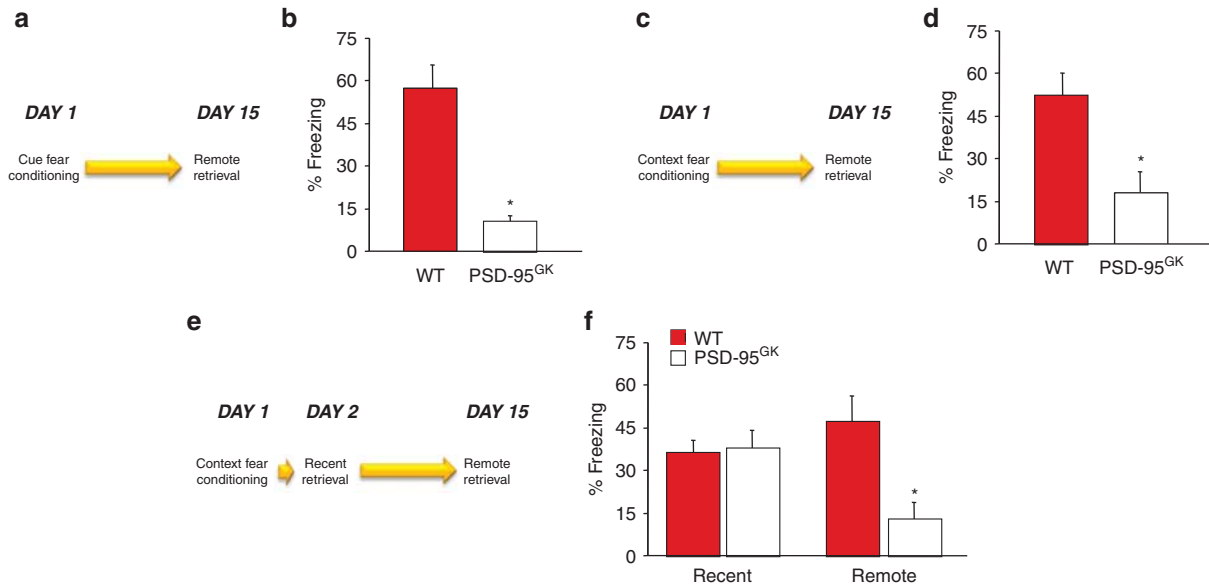 a
DAY 1
DAY 15
Cue fear
conditioning
Remote
retrieval
b
% Freezing
75
60
45
30
15
0
*
WT
PSD-95GK
c
DAY 1
DAY 15
Context fear
conditioning
Remote
retrieval
d
% Freezing
75
60
45
30
15
0
*
WT
PSD-95GK
e
DAY 1
DAY 2
DAY 15
Context fear
conditioning
Recent
retrieval
Remote
retrieval
f
WT
PSD-95GK
% Freezing
75
60
45
30
15
0
*
Recent
Remote